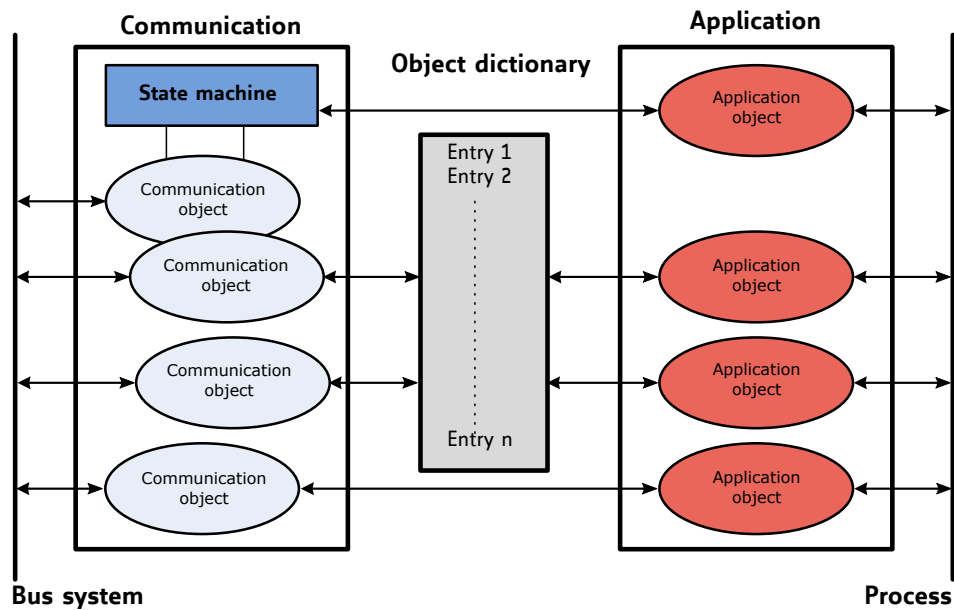 Communication
Application
Object dictionary
State machine
Application
object
Entry 1
Entry 2
Communication
object
Communication
object
Application
object
Communication
object
Application
object
Entry n
Communication
object
Application
object
Bus system
Process